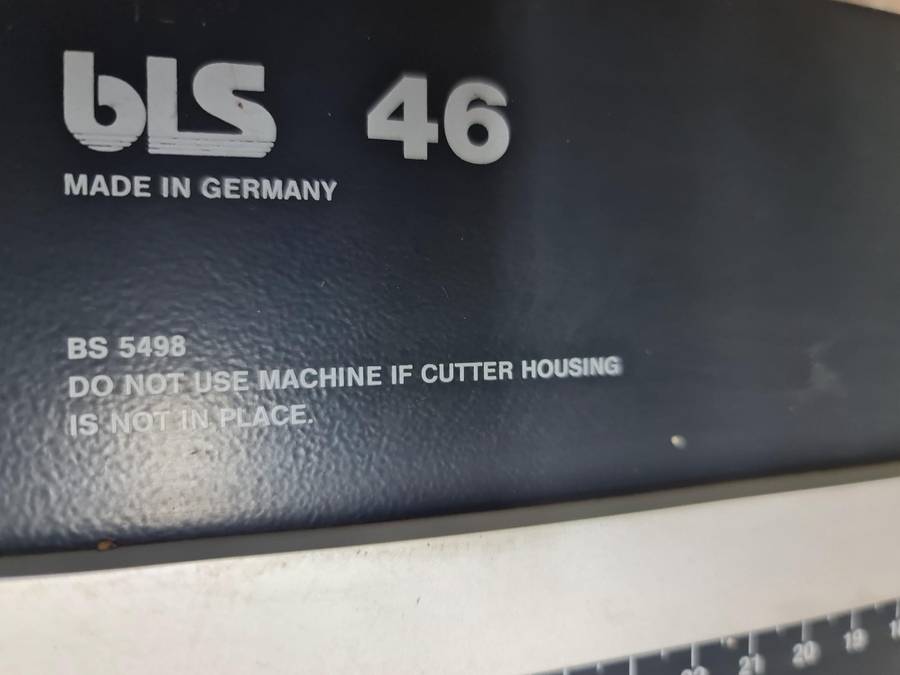 bls 46
MADE IN GERMANY
BS 5498
DO NOT USE MACHINE IF CUTTER HOUSING
IS NOT IN PLACE.
21 20 19